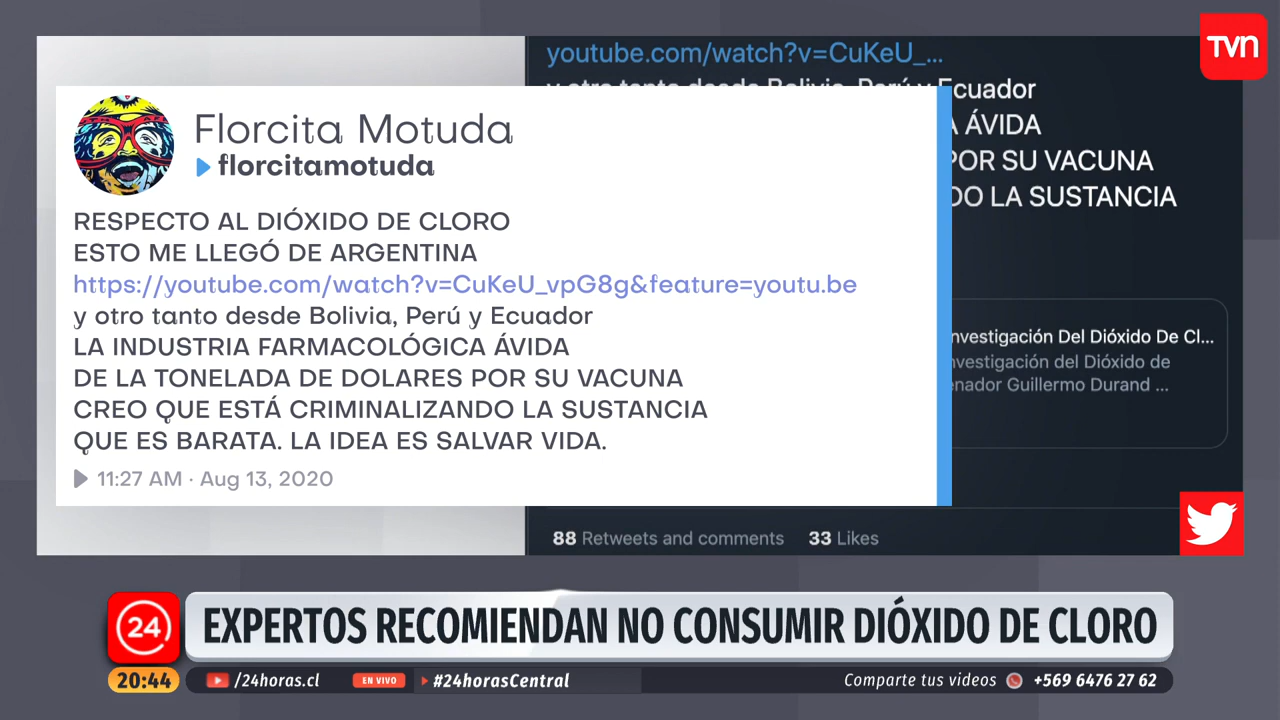 TVN
youtube.com/watch?v=CuKeU_...
y otro tanto desde Bolivia, Perú y Ecuador
ÁVIDA
POR SU VACUNA
DO LA SUSTANCIA
Florcita Motuda
florcitamotuda
RESPECTO AL DIÓXIDO DE CLORO
ESTO ME LLEGÓ DE ARGENTINA
https://youtube.com/watch?v=CuKeU_vpG8g&feature=youtu.be
y otro tanto desde Bolivia, Perú y Ecuador
LA INDUSTRIA FARMACOLÓGICA ÁVIDA
DE LA TONELADA DE DOLARES POR SU VACUNA
CREO QUE ESTÁ CRIMINALIZANDO LA SUSTANCIA
QUE ES BARATA. LA IDEA ES SALVAR VIDA.
11:27 AM · Aug 13, 2020
nvestigación Del Dióxido De Cl...
nvestigación del Dióxido de
enador Guillermo Durand ...
88 Retweets and comments 33 Likes
24 EXPERTOS RECOMIENDAN NO CONSUMIR DIÓXIDO DE CLORO
20:44 /24horas.cl EN VIVO #24horasCentral Comparte tus videos +569 6476 27 62